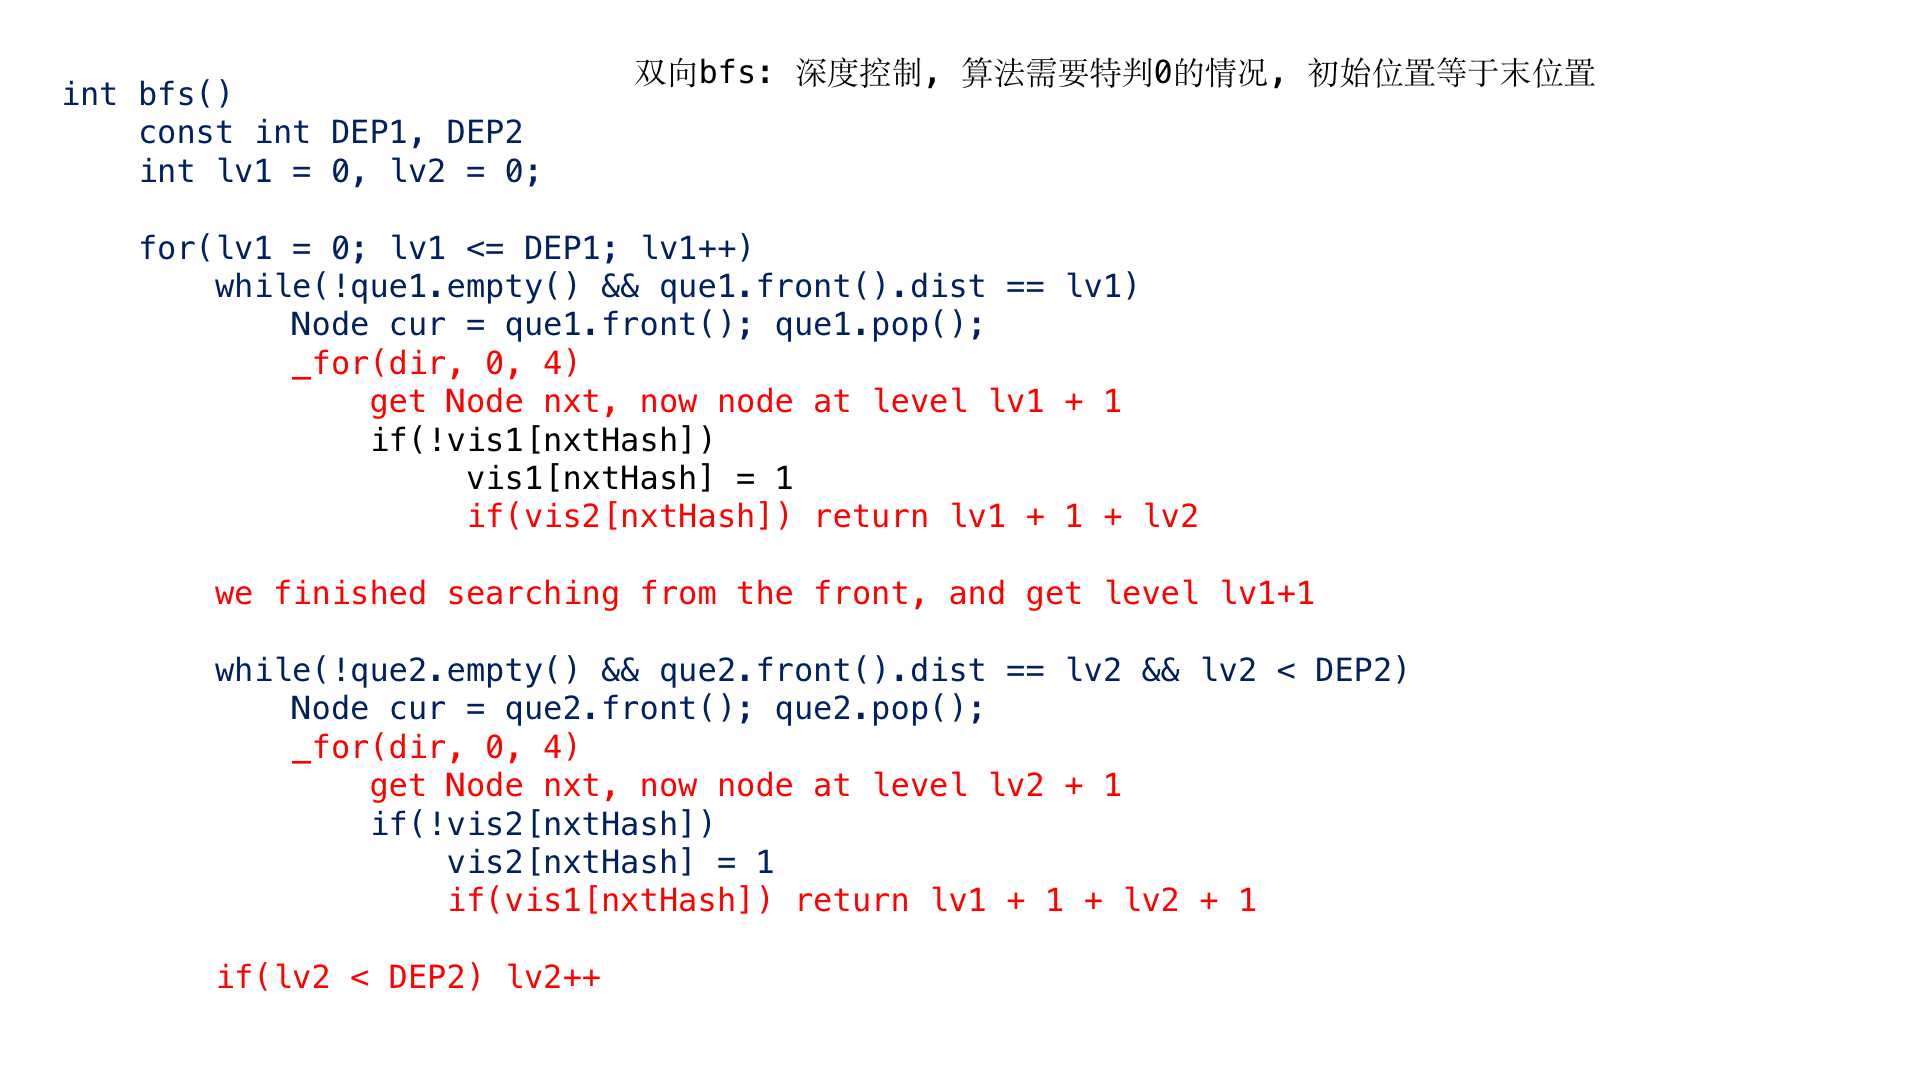 双向bfs: 深度控制, 算法需要特判0的情况, 初始位置等于末位置
int bfs()
    const int DEP1, DEP2
    int lv1 = 0, lv2 = 0;
    for(lv1 = 0; lv1 <= DEP1; lv1++)
        while(!que1.empty() && que1.front().dist == lv1)
            Node cur = que1.front(); que1.pop();
            _for(dir, 0, 4)
                get Node nxt, now node at level lv1 + 1
                if(!vis1[nxtHash])
                     vis1[nxtHash] = 1
                     if(vis2[nxtHash]) return lv1 + 1 + lv2
        we finished searching from the front, and get level lv1+1
        while(!que2.empty() && que2.front().dist == lv2 && lv2 < DEP2)
            Node cur = que2.front(); que2.pop();
            _for(dir, 0, 4)
                get Node nxt, now node at level lv2 + 1
                if(!vis2[nxtHash])
                    vis2[nxtHash] = 1
                    if(vis1[nxtHash]) return lv1 + 1 + lv2 + 1
        if(lv2 < DEP2) lv2++